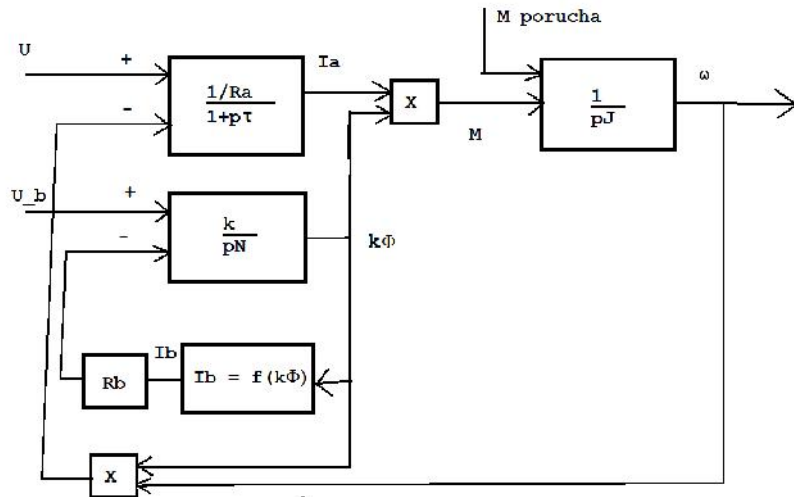 M porucha
U
+
Ia
ω
1/Ra
1+pτ
X
1
pJ
-
M
U_b
+
k
pN
kΦ
-
Ib
Rb
Ib = f(kΦ)
X